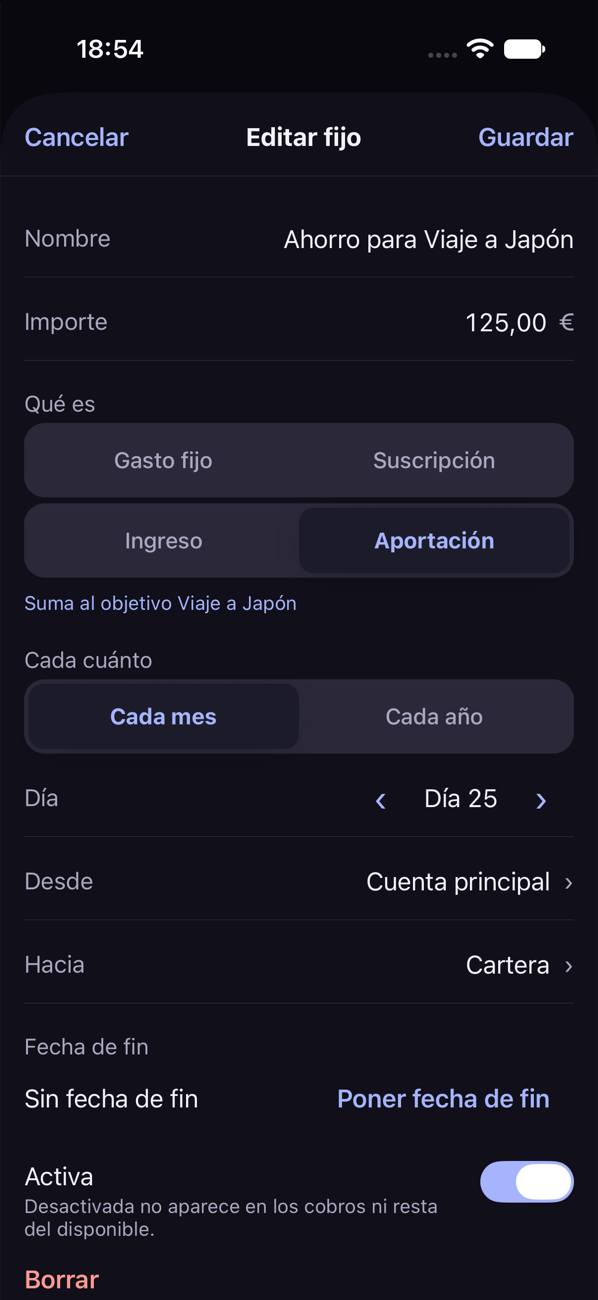 18:54
Cancelar
Editar fijo
Guardar
Nombre
Ahorro para Viaje a Japón
Importe
125,00 €
Qué es
Gasto fijo
Suscripción
Ingreso
Aportación
Suma al objetivo Viaje a Japón
Cada cuánto
Cada mes
Cada año
Día
‹ Día 25 ›
Desde
Cuenta principal ›
Hacia
Cartera ›
Fecha de fin
Sin fecha de fin
Poner fecha de fin
Activa
Desactivada no aparece en los cobros ni resta
del disponible.
Borrar